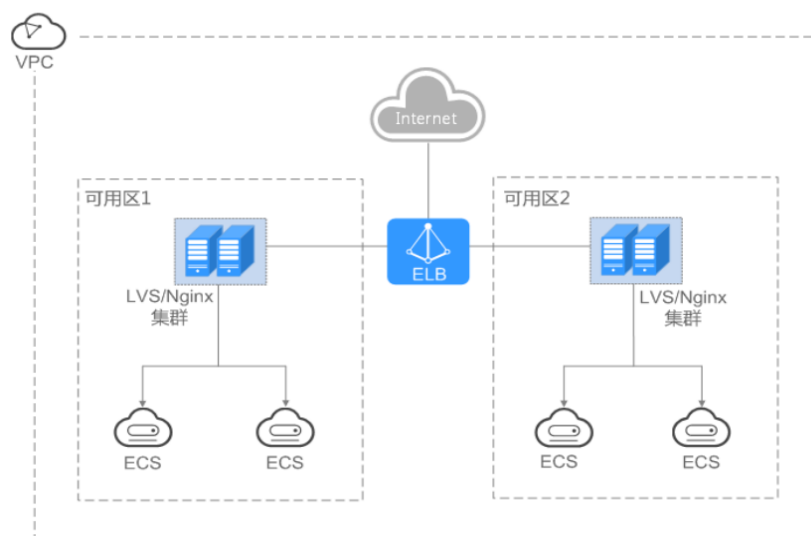 VPC
Internet
可用区1
可用区2
ELB
LVS/Nginx
集群
LVS/Nginx
集群
ECS
ECS
ECS
ECS